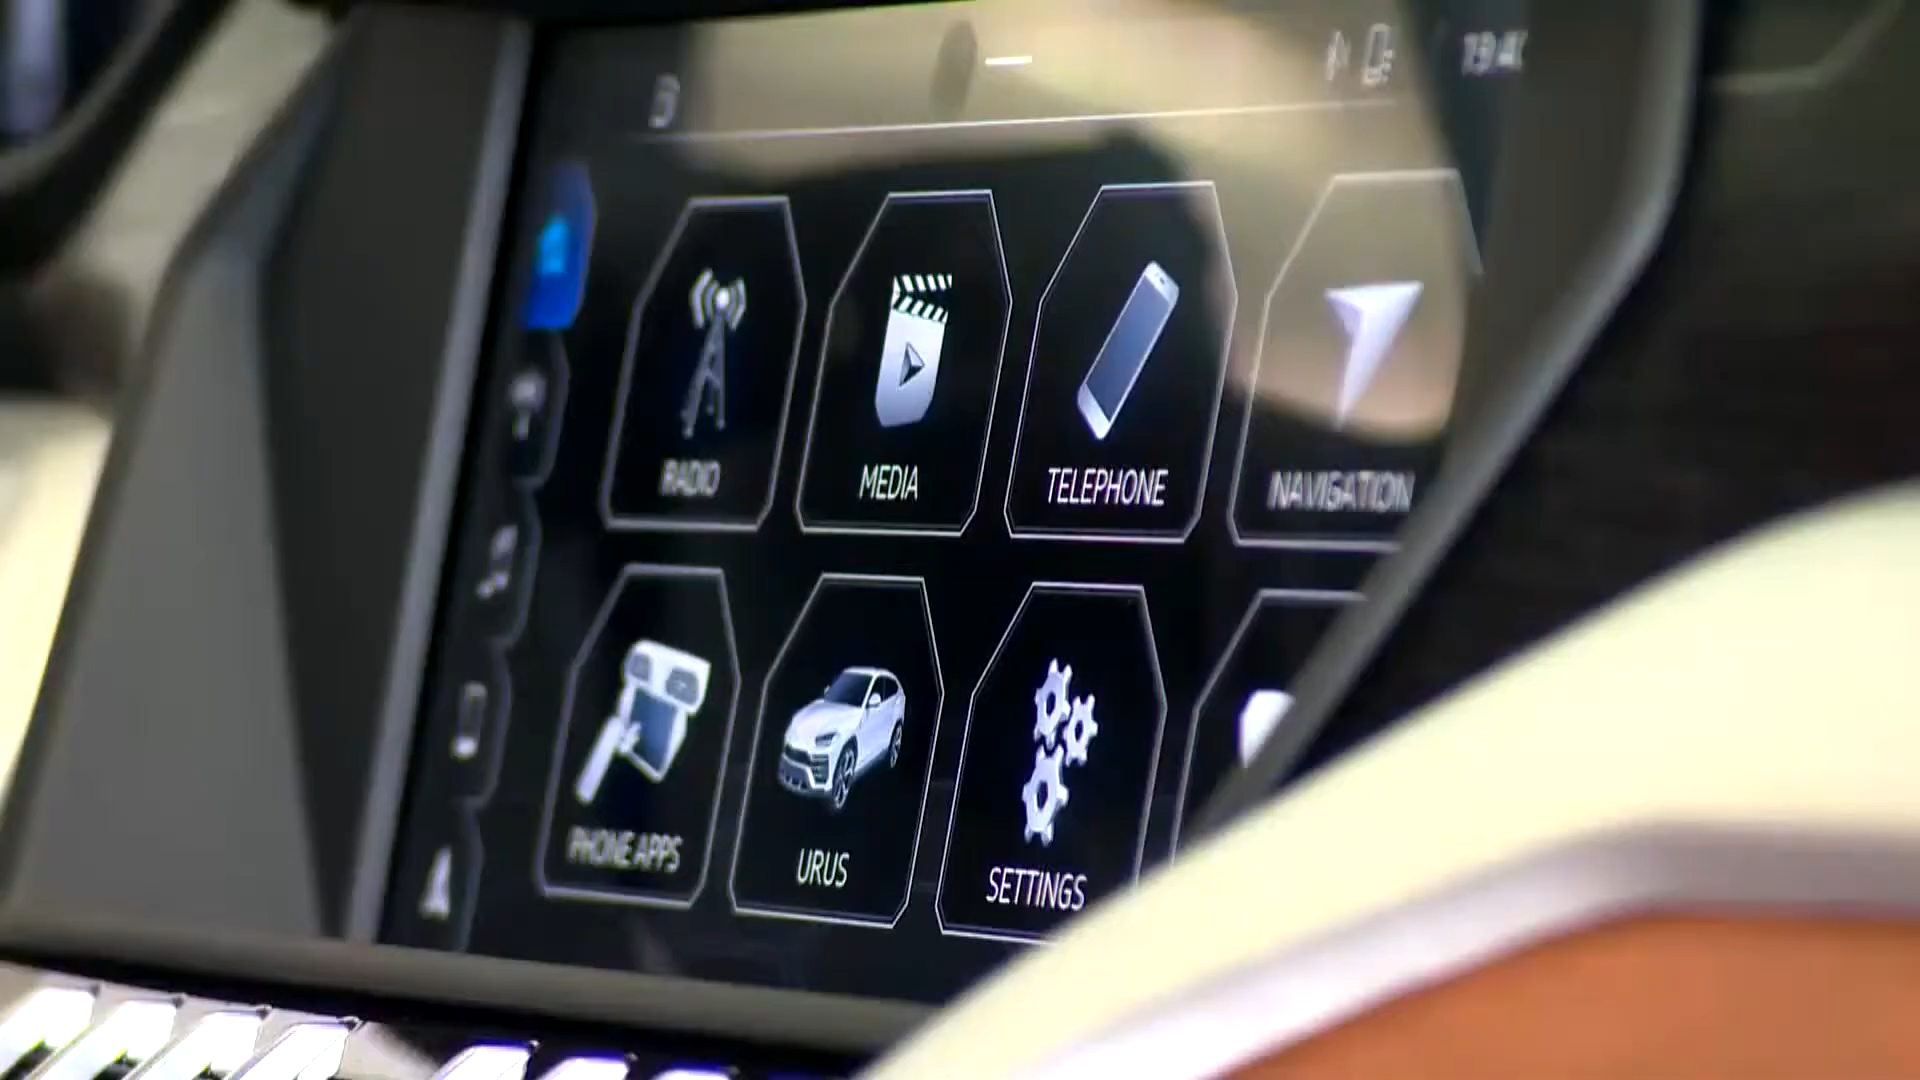 RADIO
MEDIA
TELEPHONE
NAVIGATION
PHONE APPS
URUS
SETTINGS